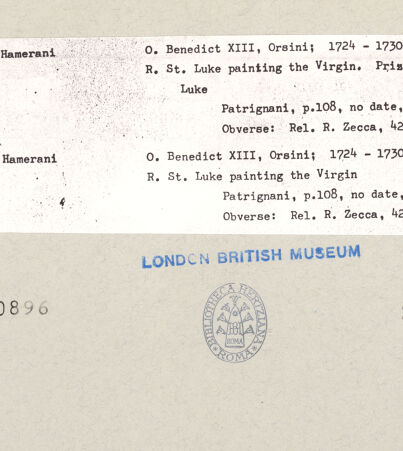 Hamerani O. Benedict XIII, Orsini; 1724 - 1730
R. St. Luke painting the Virgin. Pris
Luke
Patrignani, p.108, no date,
Obverse: Rel. R. Zecca, 42
Hamerani O. Benedict XIII, Orsini; 1724 - 1730
R. St. Luke painting the Virgin
Patrignani, p.108, no date,
Obverse: Rel. R. Zecca, 42
LONDON BRITISH MUSEUM
0896
BIBLIOTHECA HERTZIANA
ROMA
ROMA